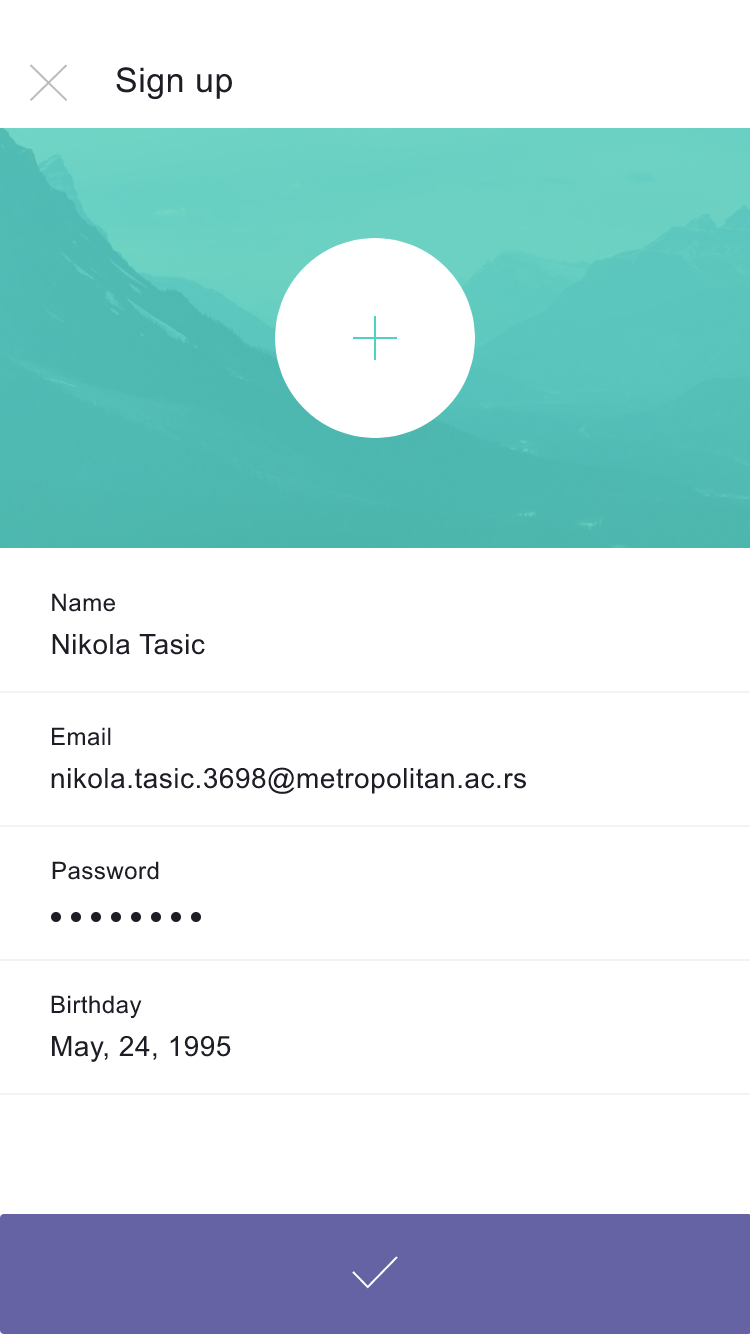 Sign up
Name
Nikola Tasic
Email
nikola.tasic.3698@metropolitan.ac.rs
Password
••••••••
Birthday
May, 24, 1995